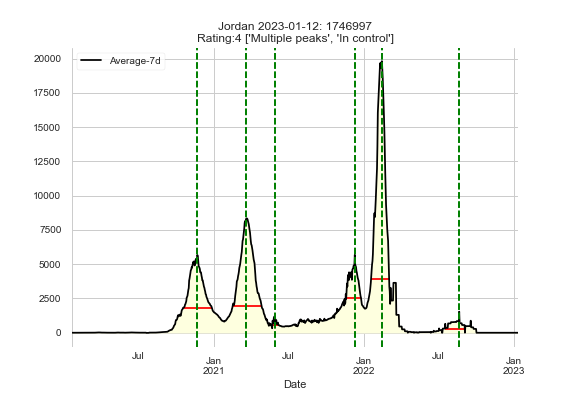 Jordan 2023-01-12: 1746997
Rating:4 ['Multiple peaks', 'In control']
Average-7d
20000
17500
15000
12500
10000
7500
5000
2500
0
Jul
Jan
2021
Jul
Jan
2022
Jul
Jan
2023
Date